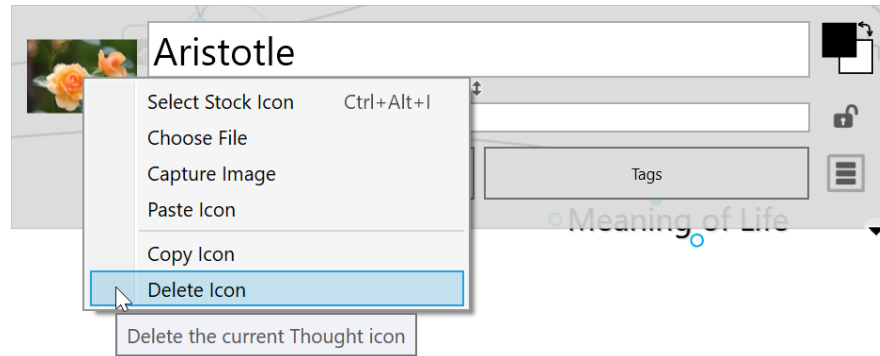 Aristotle
Select Stock Icon Ctrl+Alt+I
Choose File
Capture Image
Paste Icon
Tags
Meaning of Life
Copy Icon
Delete Icon
Delete the current Thought icon